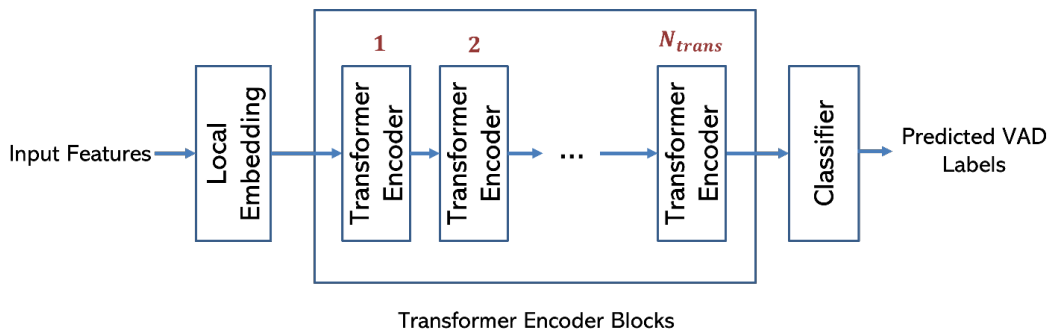 1
2
N_trans
Input Features
Local
Embedding
Transformer
Encoder
Transformer
Encoder
...
Transformer
Encoder
Classifier
Predicted VAD
Labels
Transformer Encoder Blocks